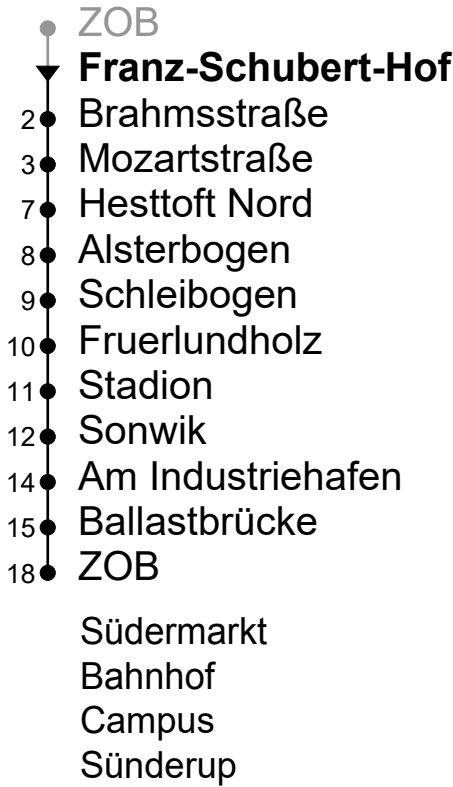 ZOB
Franz-Schubert-Hof
2 Brahmsstraße
3 Mozartstraße
7 Hesttoft Nord
8 Alsterbogen
9 Schleibogen
10 Fruerlundholz
11 Stadion
12 Sonwik
14 Am Industriehafen
15 Ballastbrücke
18 ZOB
Südermarkt
Bahnhof
Campus
Sünderup